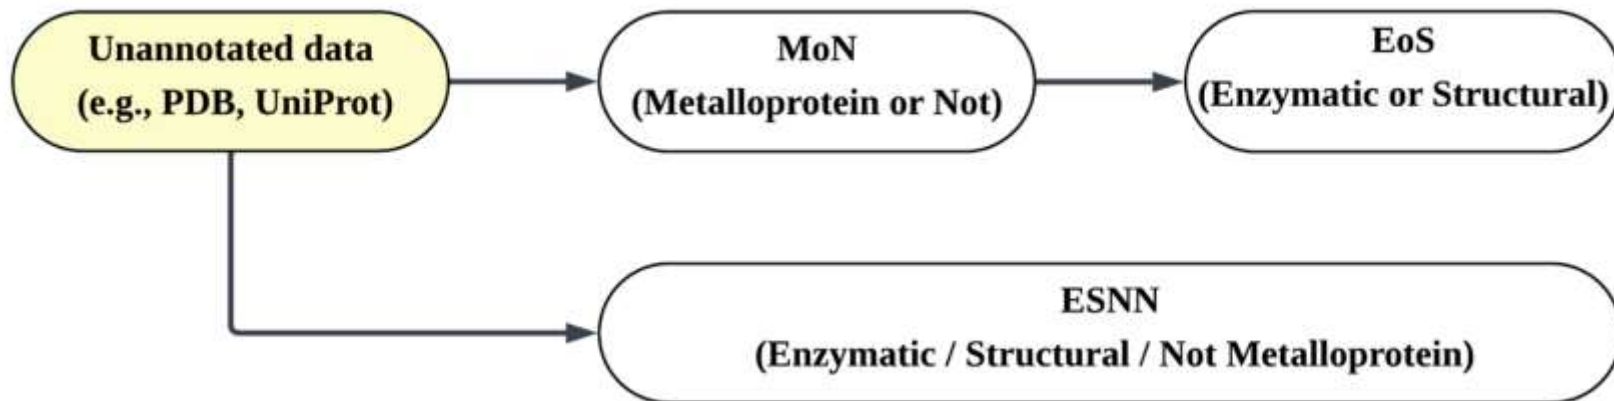 Unannotated data
(e.g., PDB, UniProt)
MoN
(Metalloprotein or Not)
EoS
(Enzymatic or Structural)
ESNN
(Enzymatic / Structural / Not Metalloprotein)